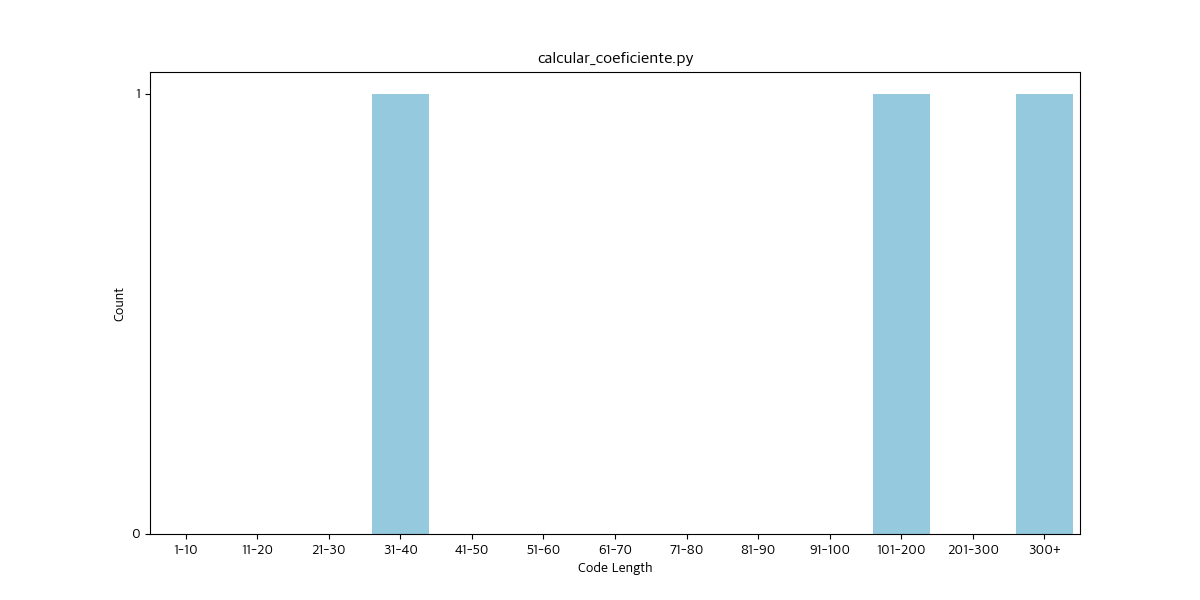 calcular_coeficiente.py
1
Count
0
1-10 11-20 21-30 31-40 41-50 51-60 61-70 71-80 81-90 91-100 101-200 201-300 300+
Code Length